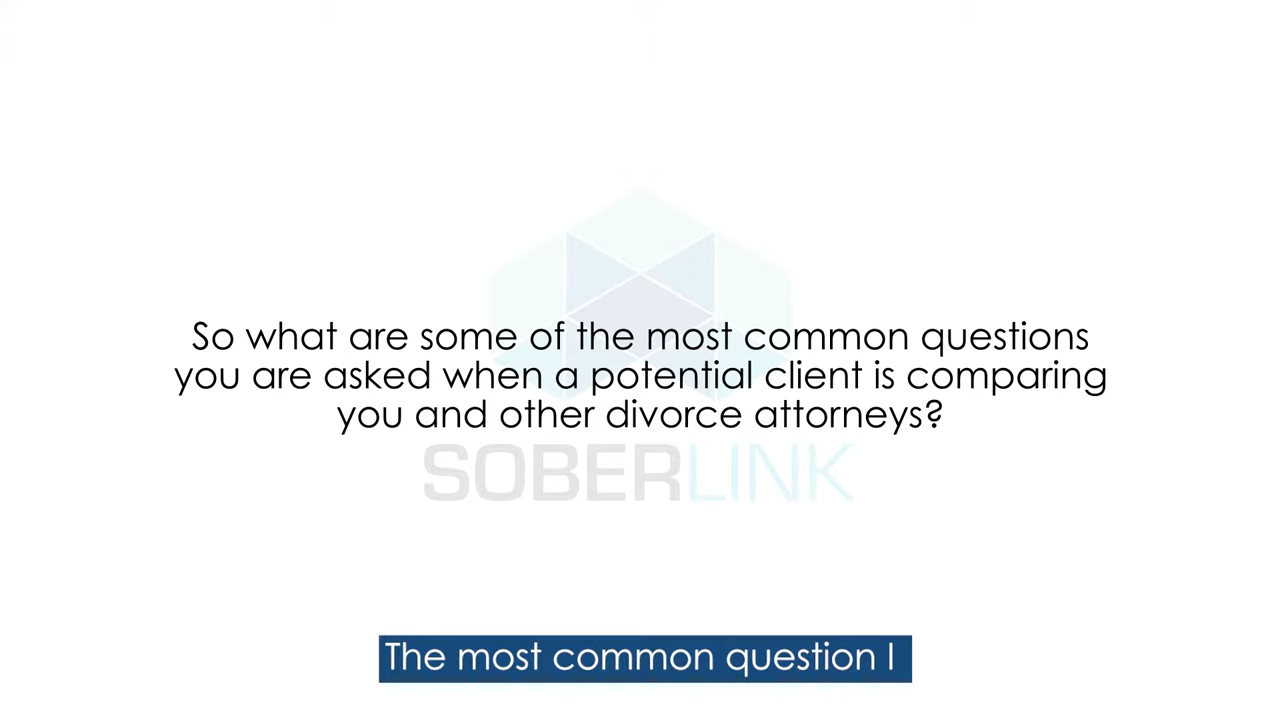 So what are some of the most common questions
you are asked when a potential client is comparing
you and other divorce attorneys?
SOBERLINK
The most common question I